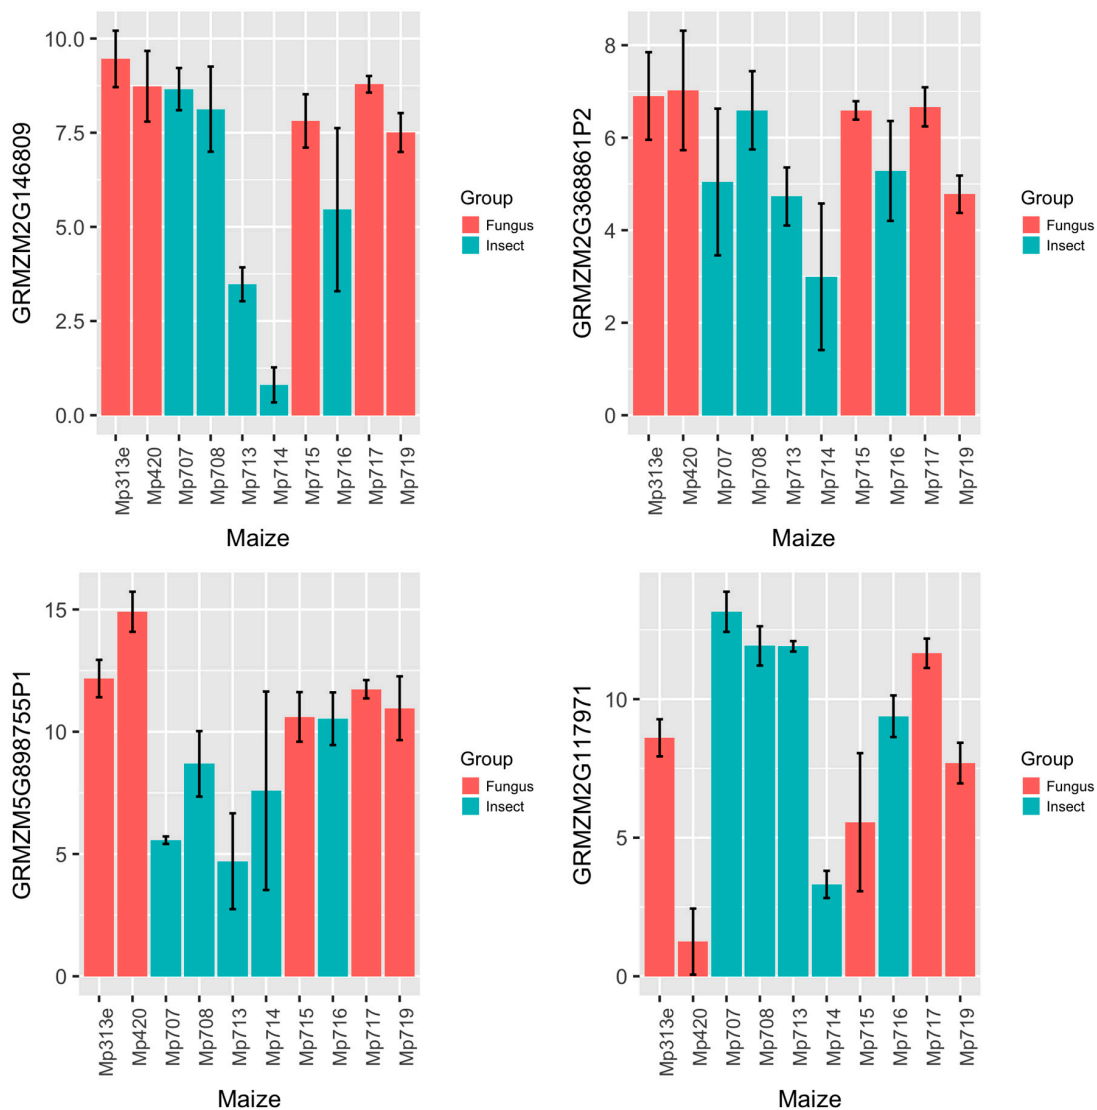 GRMZM2G146809
10.0
7.5
5.0
2.5
0.0
Mp313e
Mp420
Mp707
Mp708
Mp713
Mp714
Mp715
Mp716
Mp717
Mp719
Maize
Group
Fungus
Insect
GRMZM2G368861P2
8
6
4
2
0
Mp313e
Mp420
Mp707
Mp708
Mp713
Mp714
Mp715
Mp716
Mp717
Mp719
Maize
Group
Fungus
Insect
GRMZM5G898755P1
15
10
5
0
Mp313e
Mp420
Mp707
Mp708
Mp713
Mp714
Mp715
Mp716
Mp717
Mp719
Maize
Group
Fungus
Insect
GRMZM2G117971
10
5
0
Mp313e
Mp420
Mp707
Mp708
Mp713
Mp714
Mp715
Mp716
Mp717
Mp719
Maize
Group
Fungus
Insect